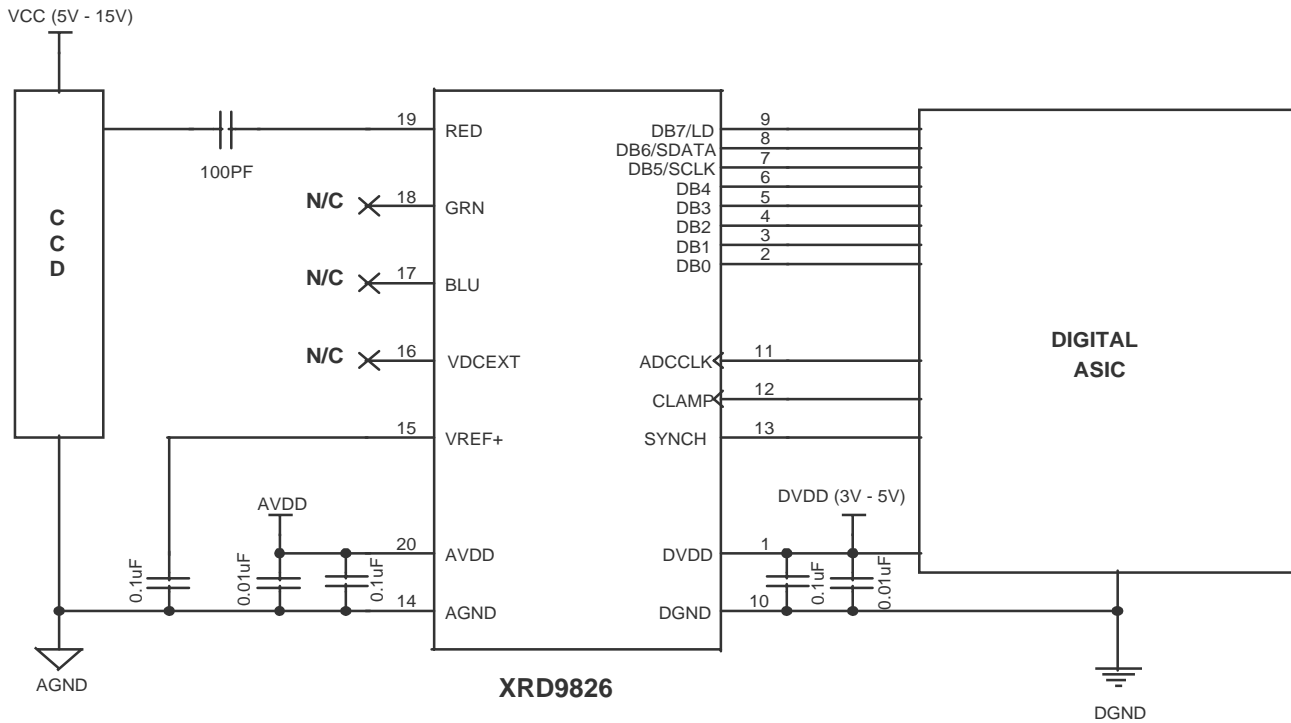 VCC (5V - 15V)
C
C
D
100PF
19
RED
N/C
18
GRN
N/C
17
BLU
N/C
16
VDCEXT
15
VREF+
AVDD
20
AVDD
14
AGND
0.1uF
0.01uF
0.1uF
AGND
XRD9826
DB7/LD
9
DB6/SDATA
8
DB5/SCLK
7
DB4
6
DB3
5
DB2
4
DB1
3
DB0
2
ADCCLK
11
CLAMP
12
SYNCH
13
DVDD (3V - 5V)
DVDD
1
DGND
10
0.1uF
0.01uF
DIGITAL
ASIC
DGND